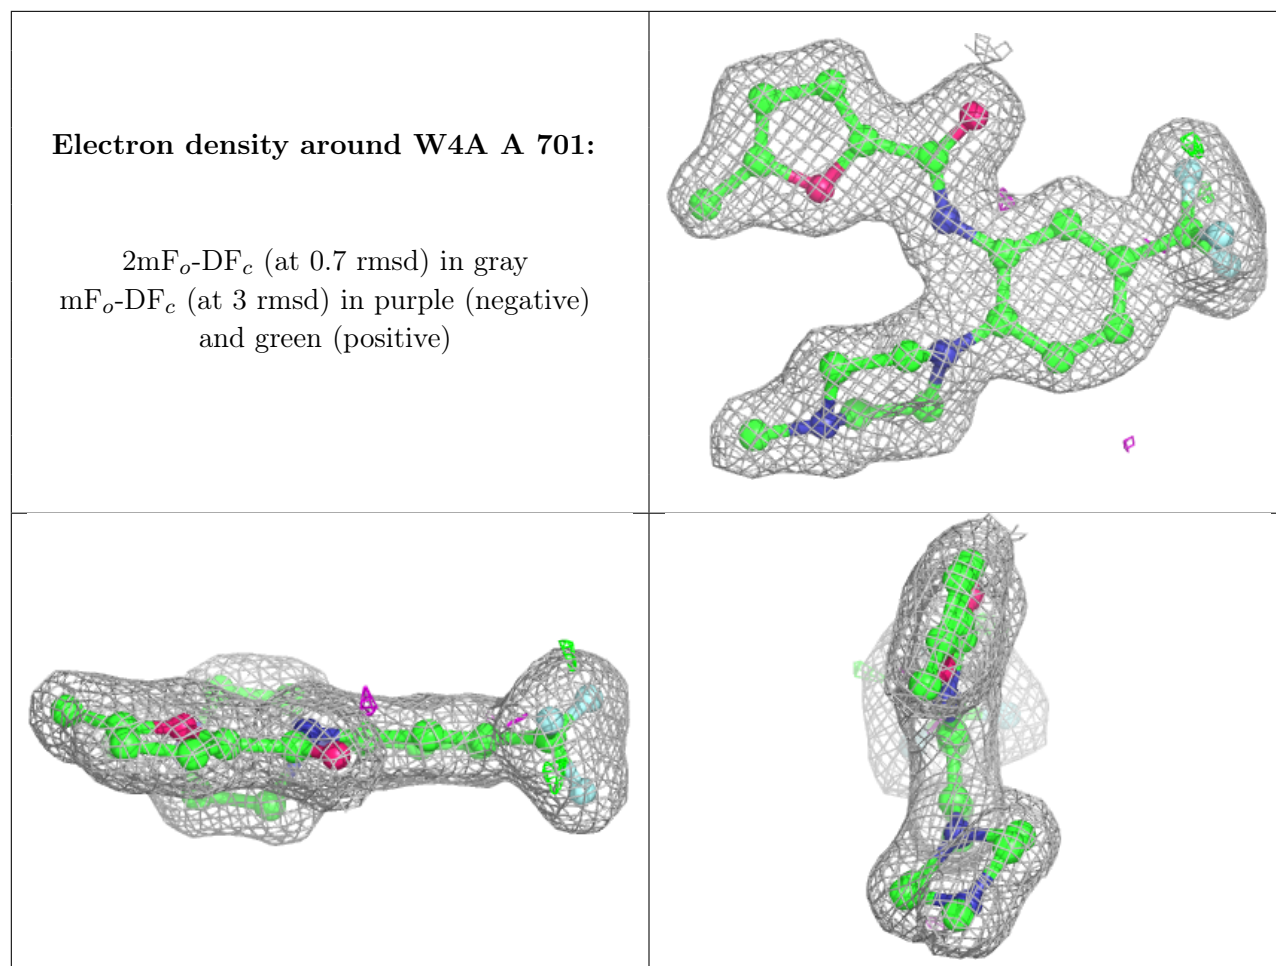 Electron density around W4A A 701:
2mFo-DFc (at 0.7 rmsd) in gray
mFo-DFc (at 3 rmsd) in purple (negative)
and green (positive)